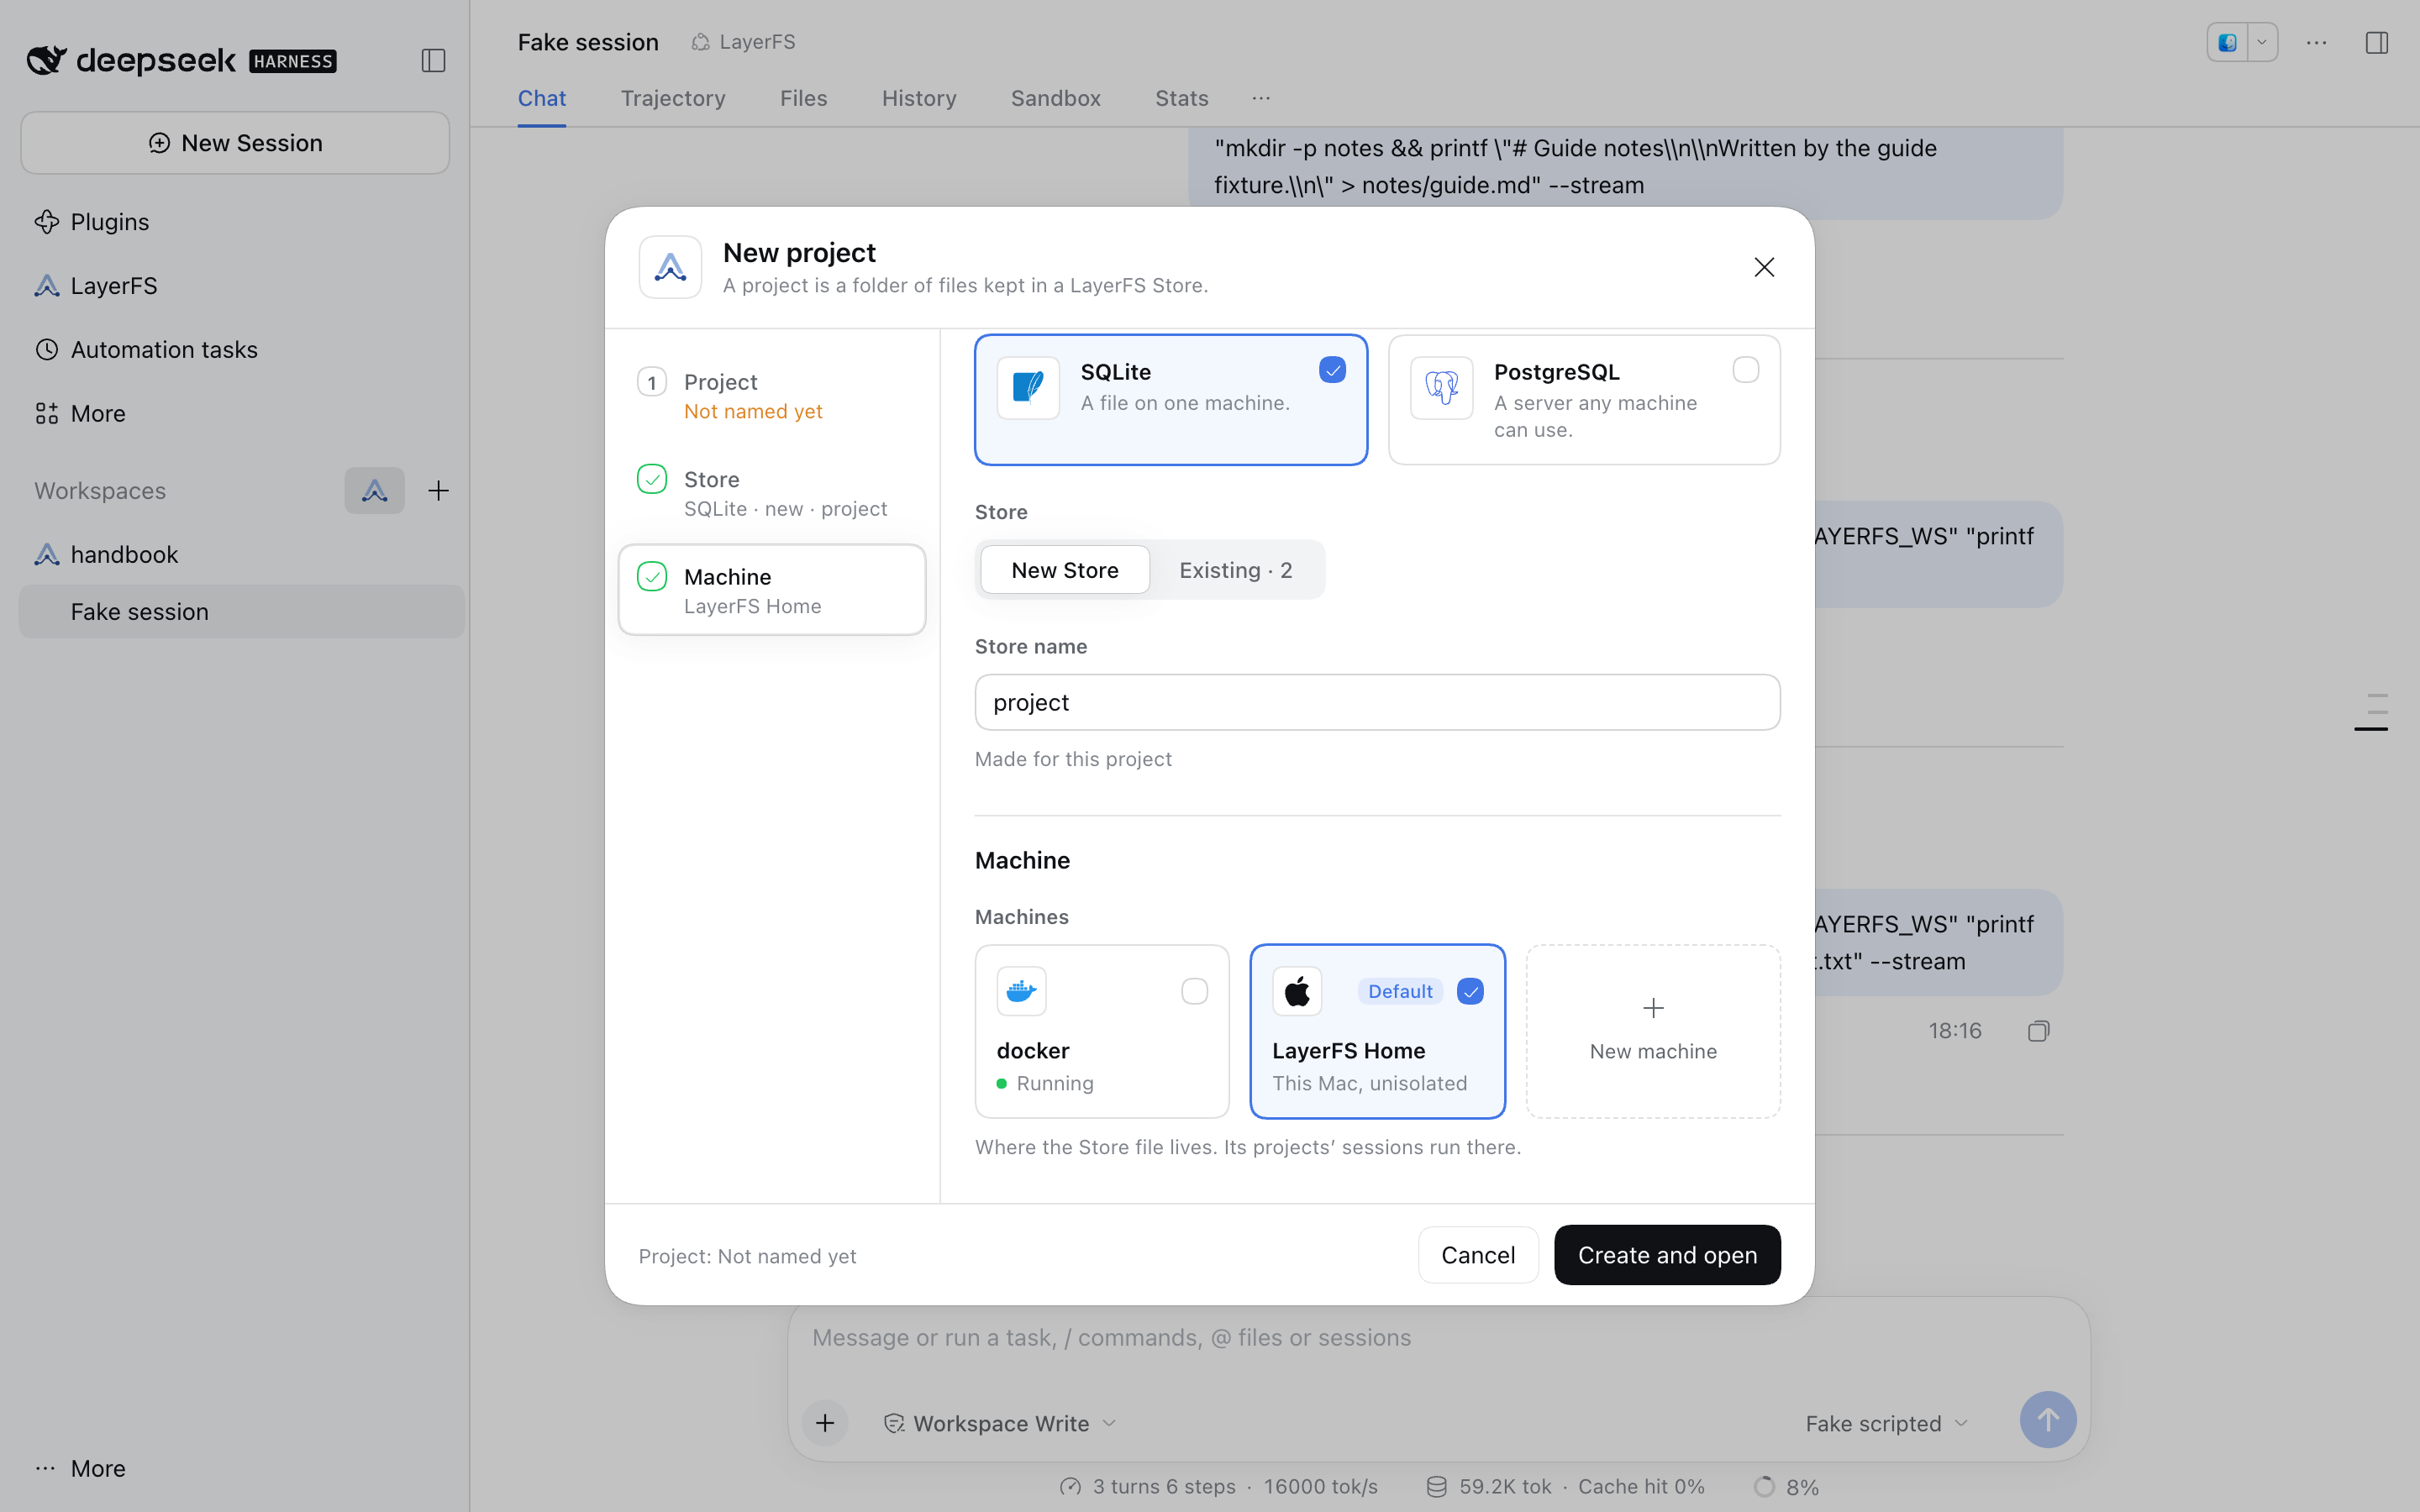 deepseek HARNESS
New Session
Plugins
LayerFS
Automation tasks
More
Workspaces
handbook
Fake session
More
Fake session
LayerFS
Chat
Trajectory
Files
History
Sandbox
Stats
"mkdir -p notes && printf \"# Guide notes\\n\\nWritten by the guide
fixture.\\n\" > notes/guide.md" --stream
AYERFS_WS" "printf
AYERFS_WS" "printf
t.txt" --stream
18:16
New project
A project is a folder of files kept in a LayerFS Store.
1
Project
Not named yet
Store
SQLite · new · project
Machine
LayerFS Home
SQLite
A file on one machine.
PostgreSQL
A server any machine
can use.
Store
New Store
Existing · 2
Store name
project
Made for this project
Machine
Machines
docker
Running
Default
LayerFS Home
This Mac, unisolated
New machine
Where the Store file lives. Its projects’ sessions run there.
Project: Not named yet
Cancel
Create and open
Message or run a task, / commands, @ files or sessions
Workspace Write
Fake scripted
3 turns 6 steps · 16000 tok/s
59.2K tok · Cache hit 0%
8%